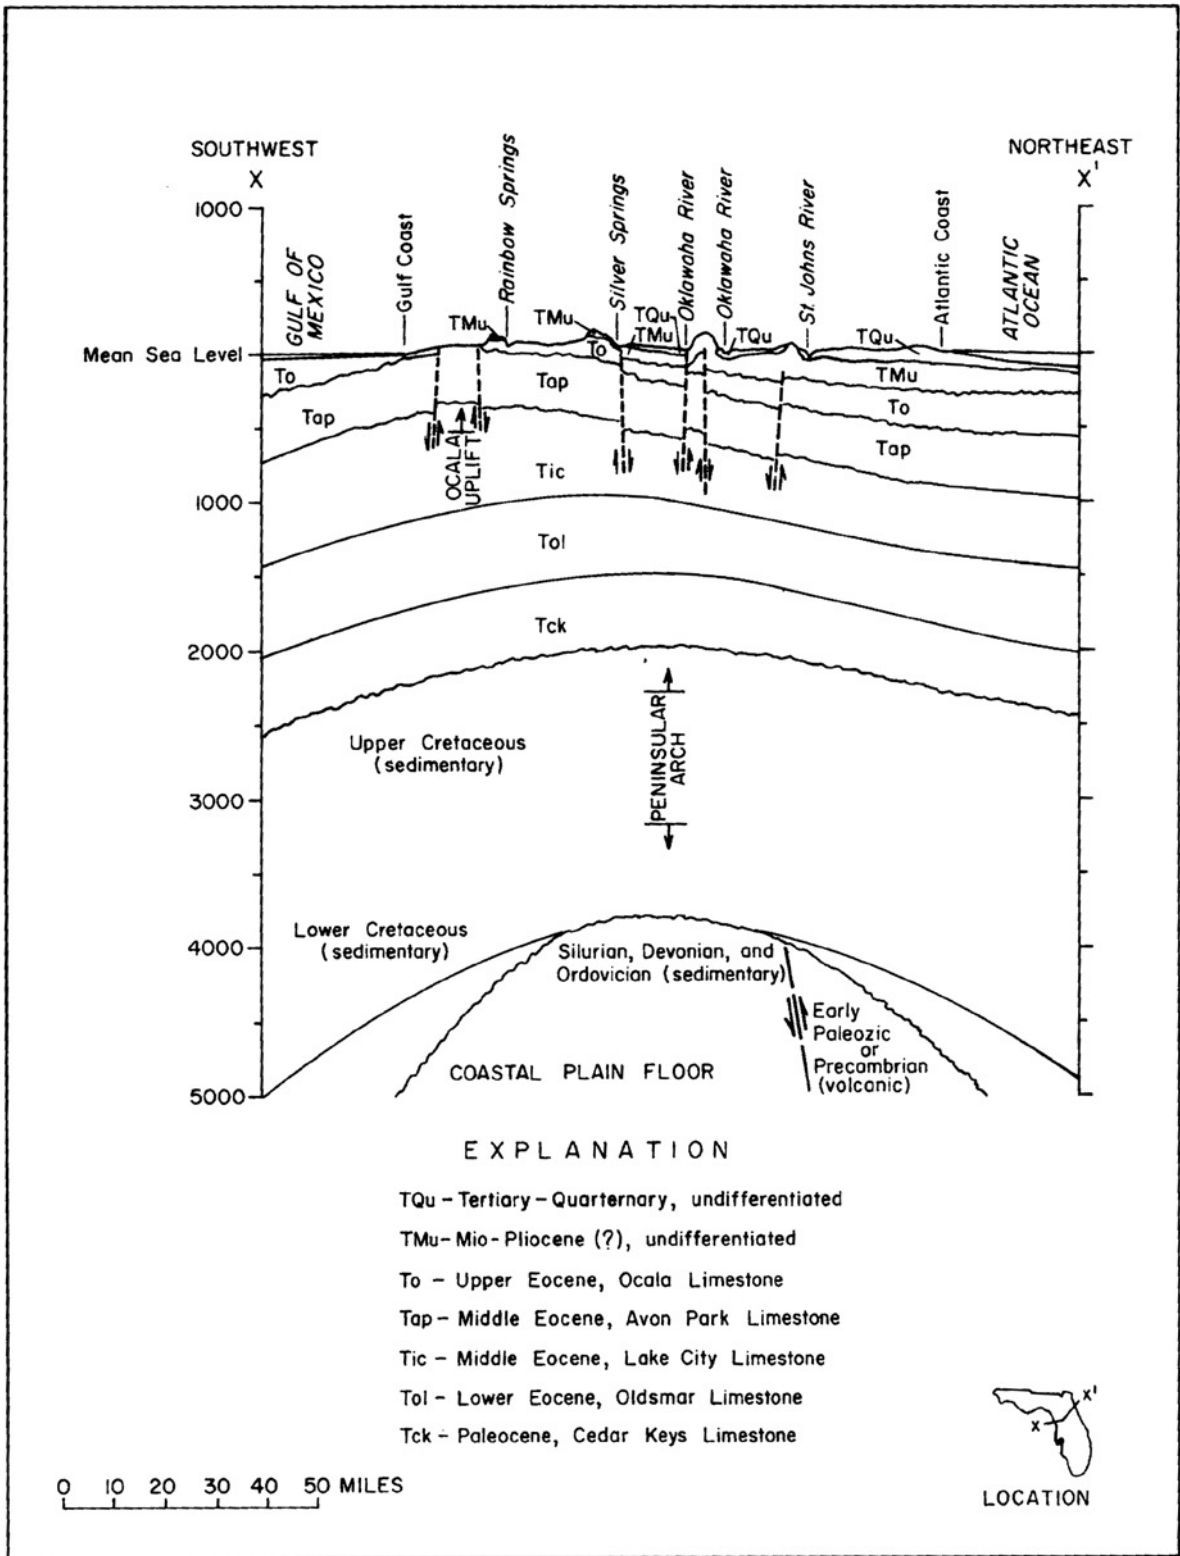 SOUTHWEST
X
NORTHEAST
X'
GULF OF
MEXICO
Gulf Coast
Rainbow Springs
Silver Springs
Oklawaha River
Oklawaha River
St. Johns River
Atlantic Coast
ATLANTIC
OCEAN
1000
Mean Sea Level
1000
2000
3000
4000
5000
TMu
TMu
TQu
TMu
TQu
TQu
To
To
TMu
Tap
To
Tap
Tap
OCALA
UPLIFT
Tic
Tol
Tck
PENINSULAR
ARCH
Upper Cretaceous
(sedimentary)
Lower Cretaceous
(sedimentary)
Silurian, Devonian, and
Ordovician (sedimentary)
Early
Paleozic
or
Precambrian
(volcanic)
COASTAL PLAIN FLOOR
EXPLANATION
TQu - Tertiary - Quarternary, undifferentiated
TMu - Mio - Pliocene (?), undifferentiated
To - Upper Eocene, Ocala Limestone
Tap - Middle Eocene, Avon Park Limestone
Tic - Middle Eocene, Lake City Limestone
Tol - Lower Eocene, Oldsmar Limestone
Tck - Paleocene, Cedar Keys Limestone
0 10 20 30 40 50 MILES
X
X'
LOCATION